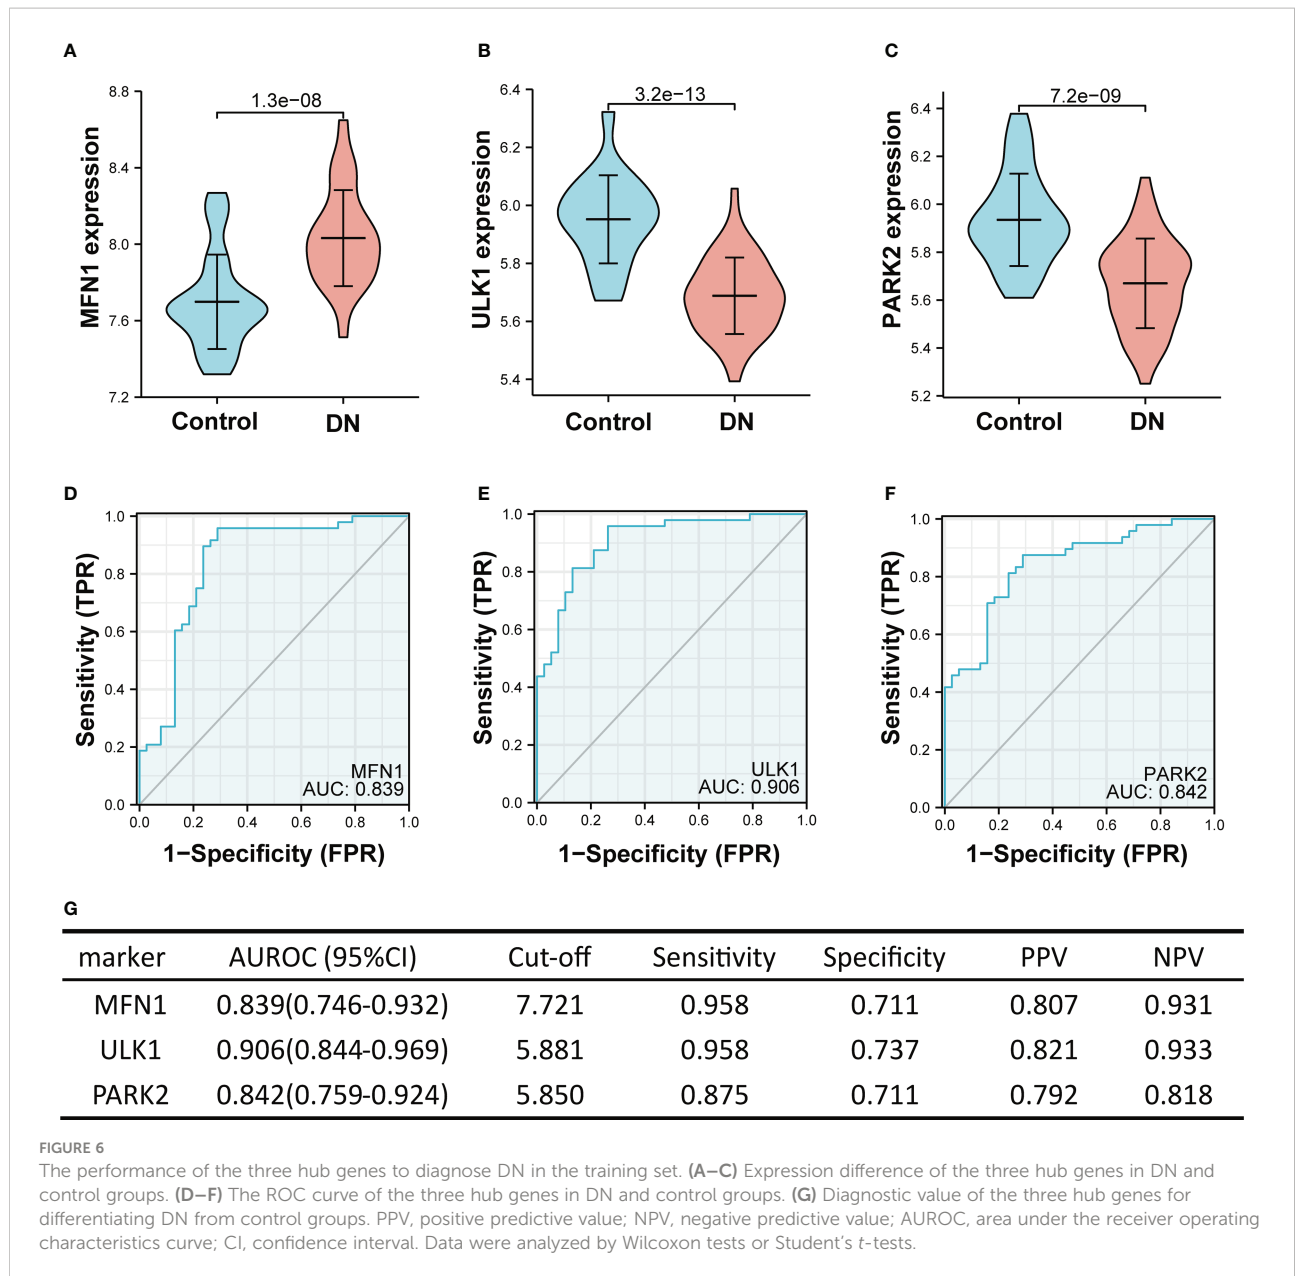 A
B
C
MFN1 expression
8.8
8.4
8.0
7.6
7.2
1.3e−08
Control
DN
ULK1 expression
6.4
6.2
6.0
5.8
5.6
5.4
3.2e−13
Control
DN
PARK2 expression
6.4
6.2
6.0
5.8
5.6
5.4
5.2
7.2e−09
Control
DN
D
E
F
Sensitivity (TPR)
1.0
0.8
0.6
0.4
0.2
0.0
MFN1
AUC: 0.839
0.0 0.2 0.4 0.6 0.8 1.0
1−Specificity (FPR)
Sensitivity (TPR)
1.0
0.8
0.6
0.4
0.2
0.0
ULK1
AUC: 0.906
0.0 0.2 0.4 0.6 0.8 1.0
1−Specificity (FPR)
Sensitivity (TPR)
1.0
0.8
0.6
0.4
0.2
0.0
PARK2
AUC: 0.842
0.0 0.2 0.4 0.6 0.8 1.0
1−Specificity (FPR)
G
marker AUROC (95%CI) Cut-off Sensitivity Specificity PPV NPV
MFN1 0.839(0.746-0.932) 7.721 0.958 0.711 0.807 0.931
ULK1 0.906(0.844-0.969) 5.881 0.958 0.737 0.821 0.933
PARK2 0.842(0.759-0.924) 5.850 0.875 0.711 0.792 0.818
FIGURE 6
The performance of the three hub genes to diagnose DN in the training set. (A–C) Expression difference of the three hub genes in DN and
control groups. (D–F) The ROC curve of the three hub genes in DN and control groups. (G) Diagnostic value of the three hub genes for
differentiating DN from control groups. PPV, positive predictive value; NPV, negative predictive value; AUROC, area under the receiver operating
characteristics curve; CI, confidence interval. Data were analyzed by Wilcoxon tests or Student's t-tests.